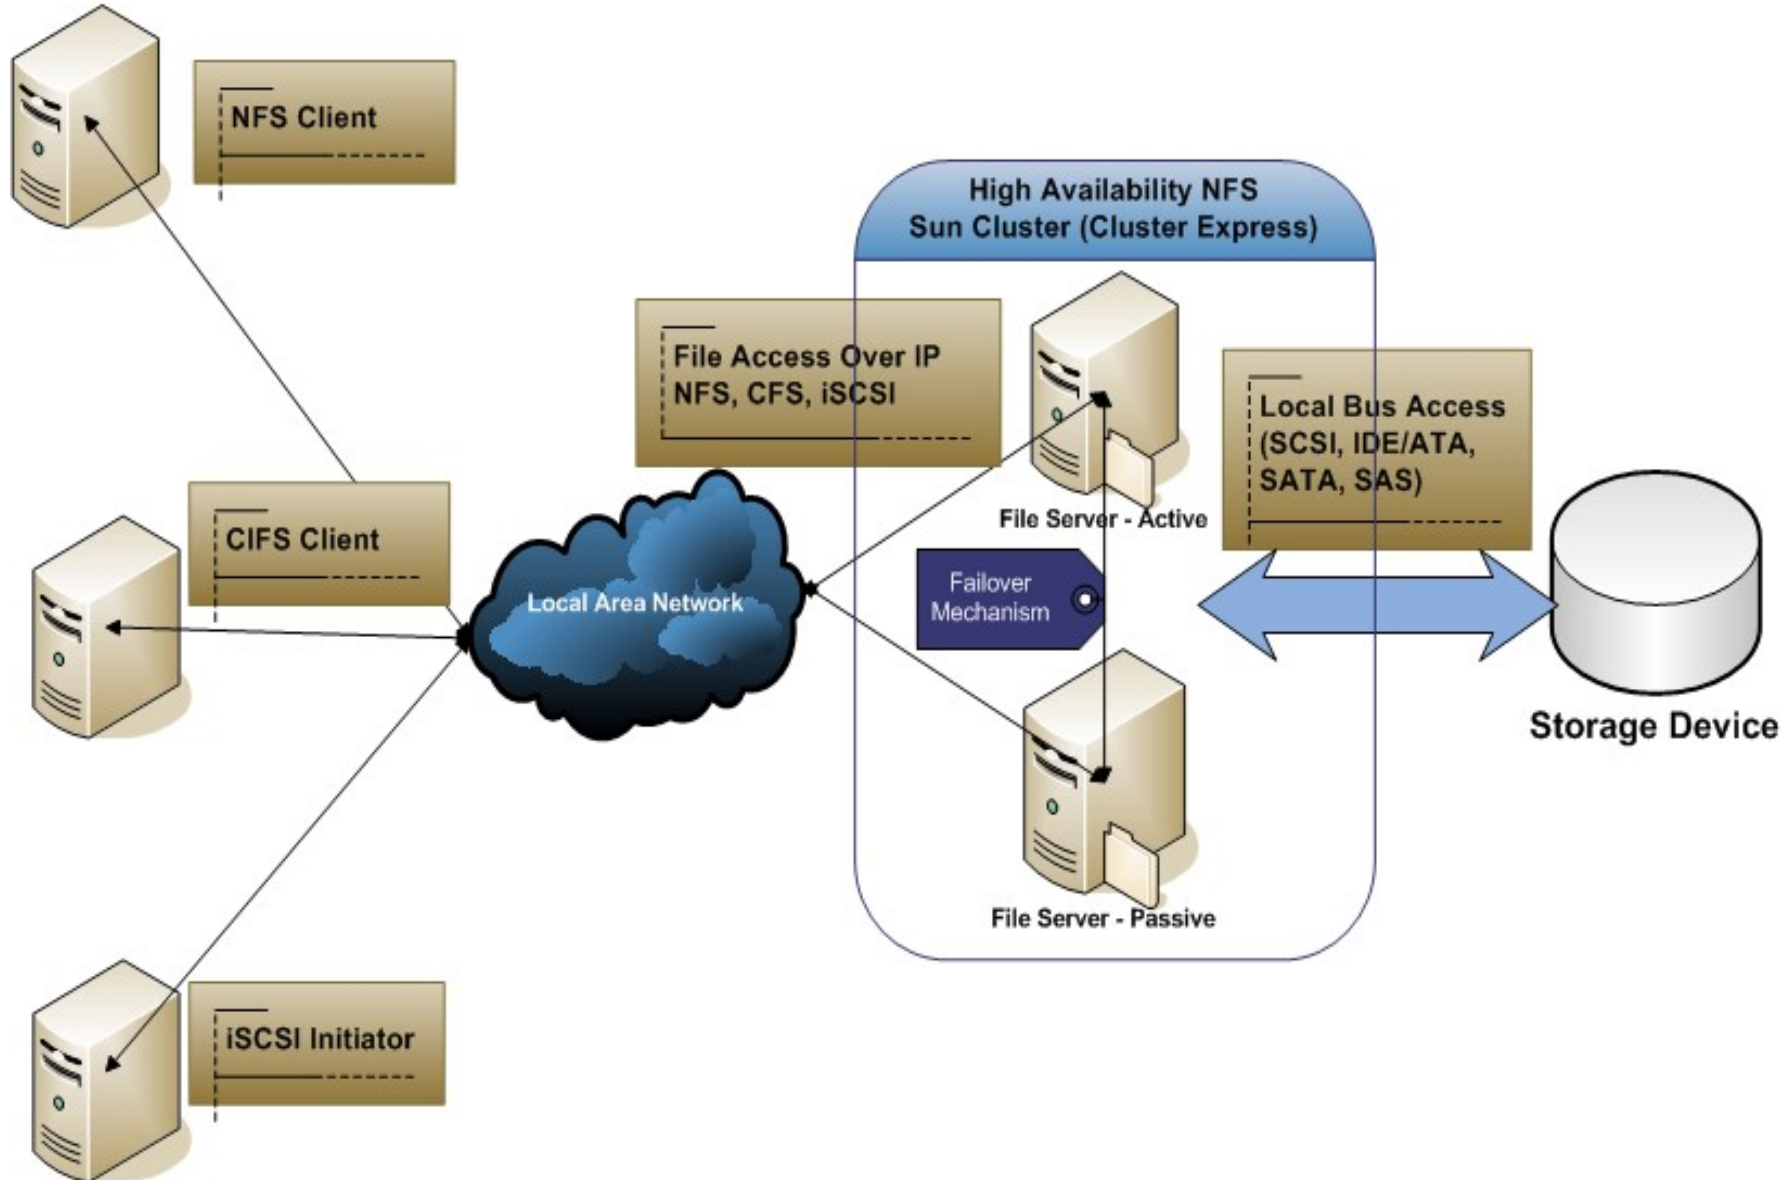 NFS Client
High Availability NFS
Sun Cluster (Cluster Express)
File Access Over IP
NFS, CFS, iSCSI
Local Bus Access
(SCSI, IDE/ATA,
SATA, SAS)
File Server - Active
CIFS Client
Failover
Mechanism
Local Area Network
Storage Device
File Server - Passive
iSCSI Initiator